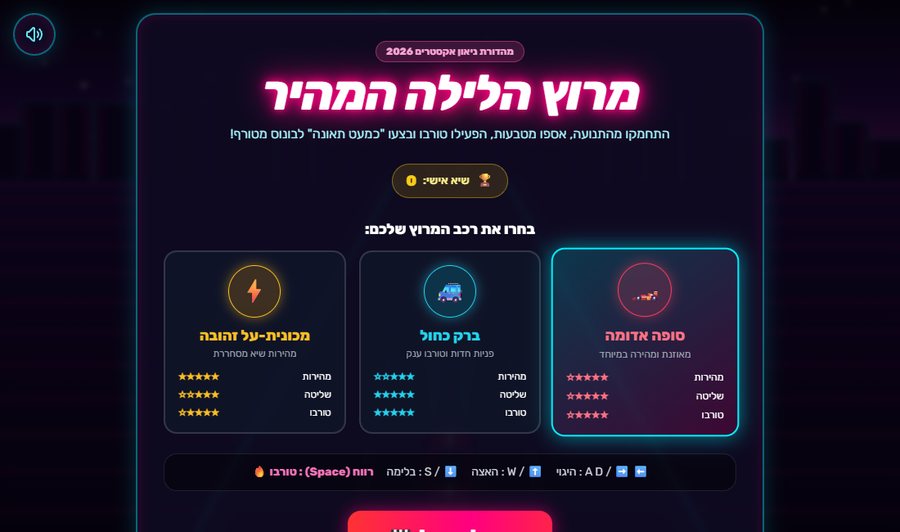 מהדורת ניאון אקסטרים 2026
מרוץ הלילה המהיר
התחמקו מהתנועה, אספו מטבעות, הפעילו טורבו ובצעו "כמעט תאונה" לבונוס מטורף!
🏆 שיא אישי: 0
בחרו את רכב המרוץ שלכם:
סופה אדומה
מאוזנת ומהירה במיוחד
מהירות ★★★★☆
שליטה ★★★★☆
טורבו ★★★★☆
ברק כחול
פניות חדות וטורבו ענק
מהירות ★★★☆☆
שליטה ★★★★★
טורבו ★★★★★
מכונית-על זהובה
מהירות שיא מסחררת
מהירות ★★★★★
שליטה ★★★☆☆
טורבו ★★★★☆
⬅️ ➡️ / A D : היגוי ⬆️ / W : האצה ⬇️ / S : בלימה רווח (Space) : טורבו 🔥